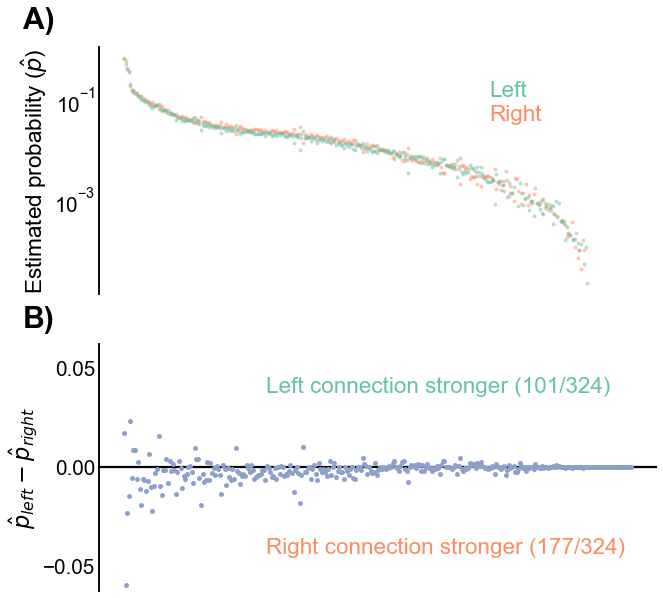 A)
Estimated probability (p̂)
10⁻¹
10⁻³
Left
Right
B)
p̂_left − p̂_right
0.05
0.00
−0.05
Left connection stronger (101/324)
Right connection stronger (177/324)